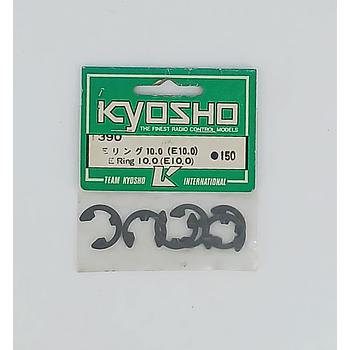 KYOSHO
THE FINEST RADIO CONTROL MODELS
1390
Eリング10.0 (E10.0)
E Ring 10.0 (E10.0)
●150
TEAM KYOSHO K INTERNATIONAL